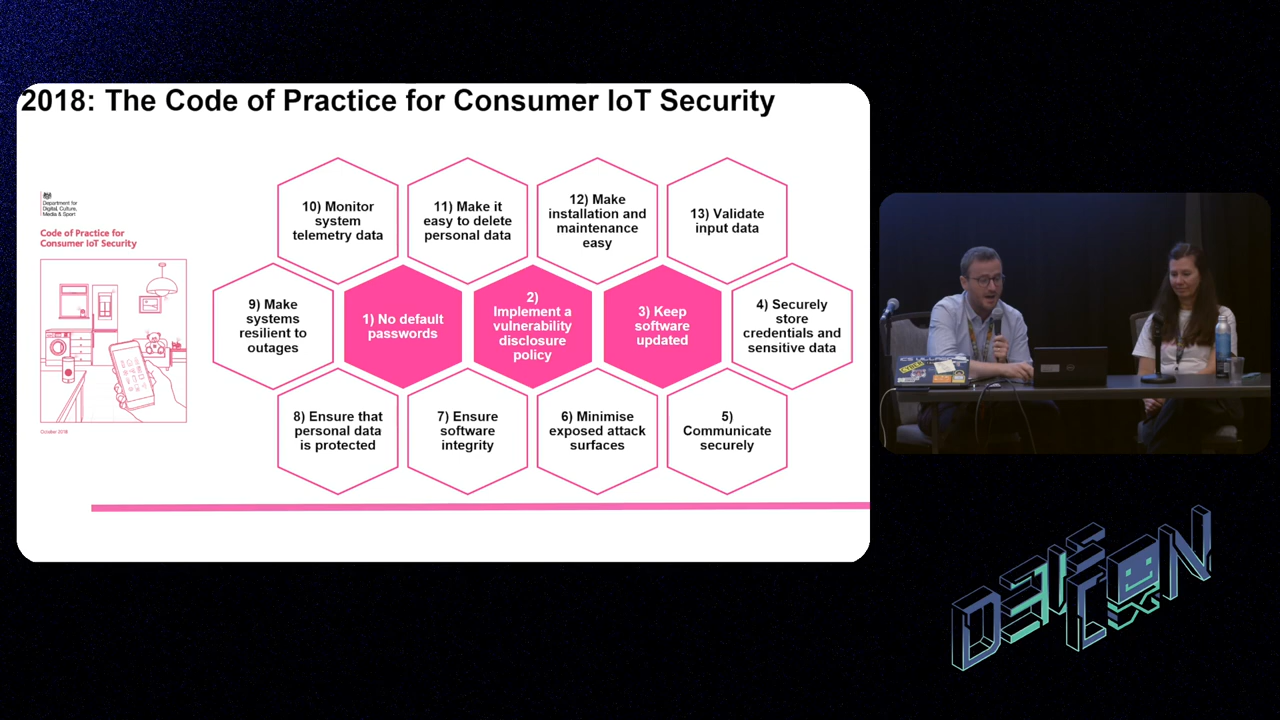 2018: The Code of Practice for Consumer IoT Security
Department for
Digital, Culture,
Media & Sport
Code of Practice for
Consumer IoT Security
October 2018
10) Monitor
system
telemetry data
11) Make it
easy to delete
personal data
12) Make
installation and
maintenance
easy
13) Validate
input data
9) Make
systems
resilient to
outages
1) No default
passwords
2)
Implement a
vulnerability
disclosure
policy
3) Keep
software
updated
4) Securely
store
credentials and
sensitive data
8) Ensure that
personal data
is protected
7) Ensure
software
integrity
6) Minimise
exposed attack
surfaces
5)
Communicate
securely
DEF
CON